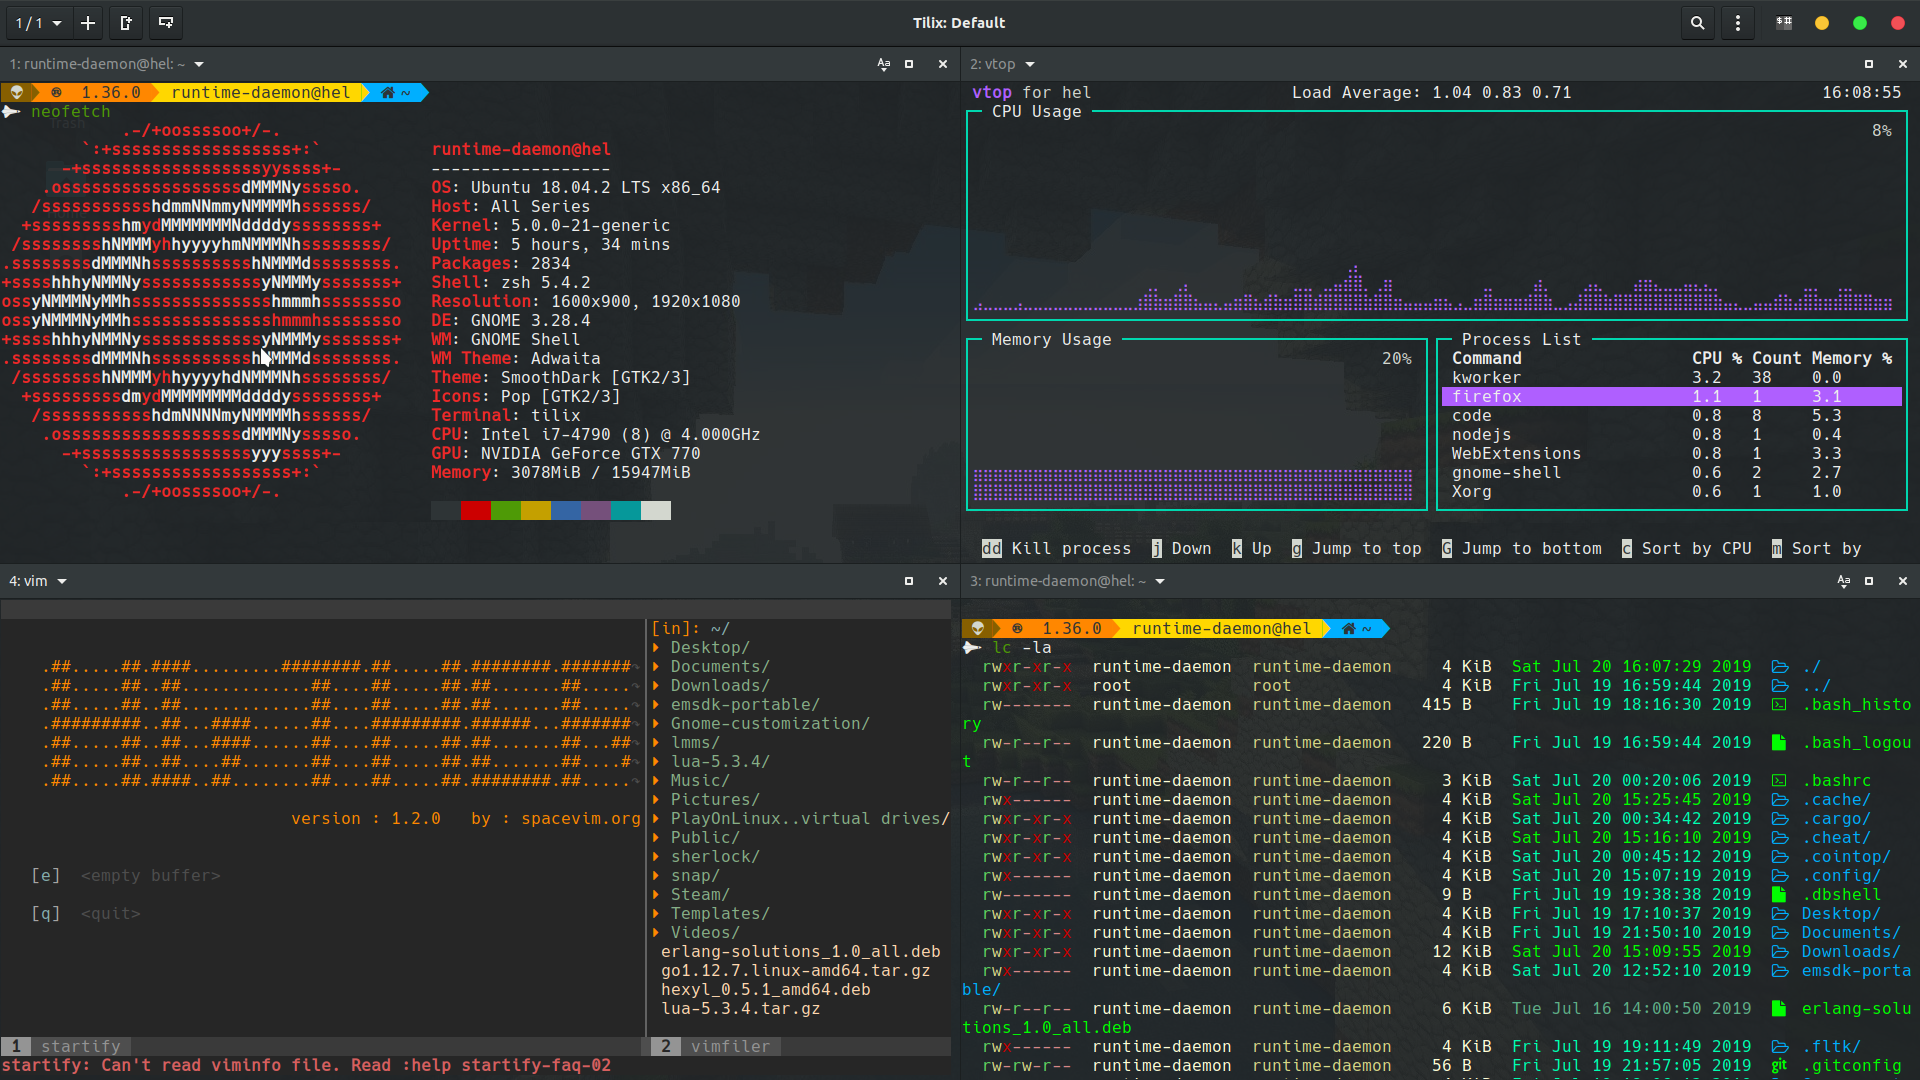 1 / 1
Tilix: Default
1: runtime-daemon@hel: ~
1.36.0 runtime-daemon@hel ~
neofetch
.-/+oossssoo+/-.
`:+ssssssssssssssssss+:`
-+ssssssssssssssssssyyssss+-
.ossssssssssssssssssdMMMNysssso.
/ssssssssssshdmmNNmmyNMMMMhssssss/
+ssssssssshmydMMMMMMMNddddyssssssss+
/sssssssshNMMMyhhyyyyhmNMMMNhssssssss/
.ssssssssdMMMNhsssssssssshNMMMdssssssss.
+sssshhhyNMMNyssssssssssssyNMMMysssssss+
ossyNMMMNyMMhsssssssssssssshmmmhssssssso
ossyNMMMNyMMhsssssssssssssshmmmhssssssso
+sssshhhyNMMNyssssssssssssyNMMMysssssss+
.ssssssssdMMMNhsssssssssshNMMMdssssssss.
/sssssssshNMMMyhhyyyyhdNMMMNhssssssss/
+sssssssssdmydMMMMMMMMddddyssssssss+
/ssssssssssshdmNNNNmyNMMMMhssssss/
.ossssssssssssssssssdMMMNysssso.
-+sssssssssssssssssyyyssss+-
`:+ssssssssssssssssss+:`
.-/+oossssoo+/-.
runtime-daemon@hel
------------------
OS: Ubuntu 18.04.2 LTS x86_64
Host: All Series
Kernel: 5.0.0-21-generic
Uptime: 5 hours, 34 mins
Packages: 2834
Shell: zsh 5.4.2
Resolution: 1600x900, 1920x1080
DE: GNOME 3.28.4
WM: GNOME Shell
WM Theme: Adwaita
Theme: SmoothDark [GTK2/3]
Icons: Pop [GTK2/3]
Terminal: tilix
CPU: Intel i7-4790 (8) @ 4.000GHz
GPU: NVIDIA GeForce GTX 770
Memory: 3078MiB / 15947MiB
2: vtop
vtop for hel Load Average: 1.04 0.83 0.71 16:08:55
CPU Usage
8%
Memory Usage
20%
Process List
Command CPU % Count Memory %
kworker 3.2 38 0.0
firefox 1.1 1 3.1
code 0.8 8 5.3
nodejs 0.8 1 0.4
WebExtensions 0.8 1 3.3
gnome-shell 0.6 2 2.7
Xorg 0.6 1 1.0
dd Kill process j Down k Up g Jump to top G Jump to bottom c Sort by CPU m Sort by
4: vim
.##.....##.####.........########.##.....##.########.#######
.##.....##..##.............##....##.....##.##.......##.....
.##.....##..##.............##....##.....##.##.......##.....
.#########..##...####......##....#########.######...#######
.##.....##..##...####......##....##.....##.##.......##...##
.##.....##..##....##.......##....##.....##.##.......##....#
.##.....##.####..##........##....##.....##.########.##.....
version : 1.2.0 by : spacevim.org
[e] <empty buffer>
[q] <quit>
[in]: ~/
Desktop/
Documents/
Downloads/
emsdk-portable/
Gnome-customization/
lmms/
lua-5.3.4/
Music/
Pictures/
PlayOnLinux..virtual drives/
Public/
sherlock/
snap/
Steam/
Templates/
Videos/
erlang-solutions_1.0_all.deb
go1.12.7.linux-amd64.tar.gz
hexyl_0.5.1_amd64.deb
lua-5.3.4.tar.gz
1 startify
2 vimfiler
startify: Can't read viminfo file. Read :help startify-faq-02
3: runtime-daemon@hel: ~
1.36.0 runtime-daemon@hel ~
lc -la
rwxr-xr-x runtime-daemon runtime-daemon 4 KiB Sat Jul 20 16:07:29 2019 ./
rwxr-xr-x root root 4 KiB Fri Jul 19 16:59:44 2019 ../
rw------- runtime-daemon runtime-daemon 415 B Fri Jul 19 18:16:30 2019 .bash_histo
ry
rw-r--r-- runtime-daemon runtime-daemon 220 B Fri Jul 19 16:59:44 2019 .bash_logou
t
rw-r--r-- runtime-daemon runtime-daemon 3 KiB Sat Jul 20 00:20:06 2019 .bashrc
rwx------ runtime-daemon runtime-daemon 4 KiB Sat Jul 20 15:25:45 2019 .cache/
rwxr-xr-x runtime-daemon runtime-daemon 4 KiB Sat Jul 20 00:34:42 2019 .cargo/
rwxr-xr-x runtime-daemon runtime-daemon 4 KiB Sat Jul 20 15:16:10 2019 .cheat/
rwxr-xr-x runtime-daemon runtime-daemon 4 KiB Sat Jul 20 00:45:12 2019 .cointop/
rwx------ runtime-daemon runtime-daemon 4 KiB Sat Jul 20 15:07:19 2019 .config/
rw------- runtime-daemon runtime-daemon 9 B Fri Jul 19 19:38:38 2019 .dbshell
rwxr-xr-x runtime-daemon runtime-daemon 4 KiB Fri Jul 19 17:10:37 2019 Desktop/
rwxr-xr-x runtime-daemon runtime-daemon 4 KiB Fri Jul 19 21:50:10 2019 Documents/
rwxr-xr-x runtime-daemon runtime-daemon 12 KiB Sat Jul 20 15:09:55 2019 Downloads/
rwx------ runtime-daemon runtime-daemon 4 KiB Sat Jul 20 12:52:10 2019 emsdk-porta
ble/
rw-r--r-- runtime-daemon runtime-daemon 6 KiB Tue Jul 16 14:00:50 2019 erlang-solu
tions_1.0_all.deb
rwx------ runtime-daemon runtime-daemon 4 KiB Fri Jul 19 19:11:49 2019 .fltk/
rw-rw-r-- runtime-daemon runtime-daemon 56 B Fri Jul 19 21:57:05 2019 git .gitconfig